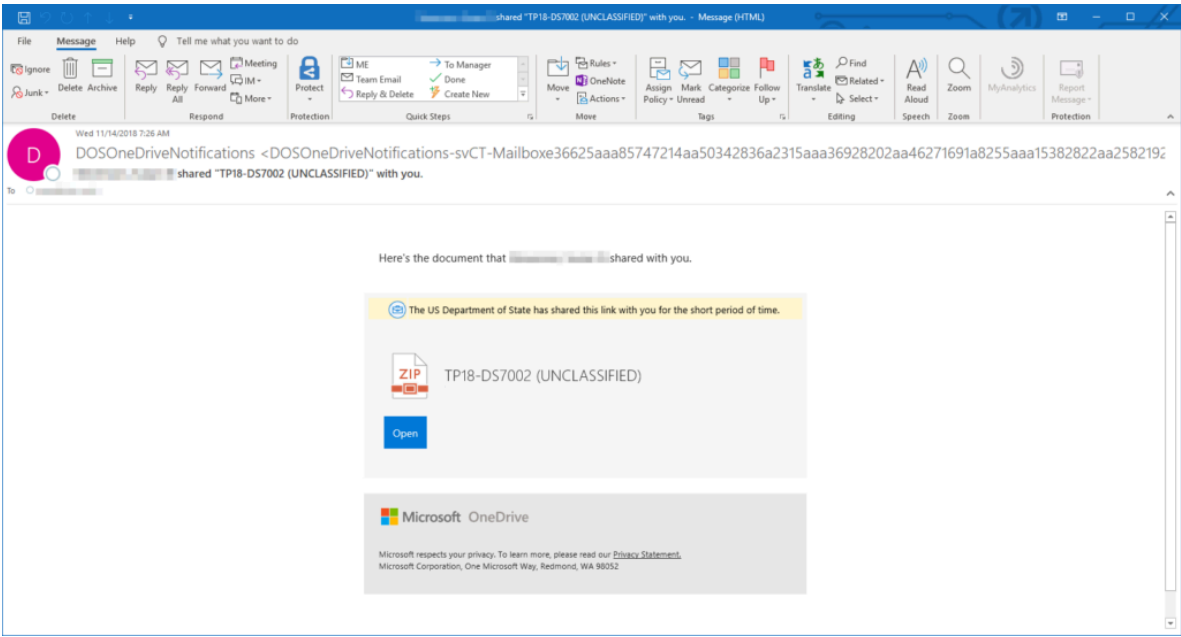 shared "TP18-DS7002 (UNCLASSIFIED)" with you. - Message (HTML)
File Message Help Tell me what you want to do
Ignore
Junk
Delete
Archive
Reply
Reply All
Forward
Meeting
IM
More
Protect
ME
Team Email
Reply & Delete
To Manager
Done
Create New
Move
Rules
OneNote
Actions
Assign Policy
Mark Unread
Categorize
Follow Up
Translate
Find
Related
Select
Read Aloud
Zoom
MyAnalytics
Report Message
Delete Respond Protection Quick Steps Move Tags Editing Speech Zoom Protection
Wed 11/14/2018 7:26 AM
D
DOSOneDriveNotifications <DOSOneDriveNotifications-svCT-Mailboxe36625aaa85747214aa50342836a2315aaa36928202aa46271691a8255aaa15382822aa2582192
shared "TP18-DS7002 (UNCLASSIFIED)" with you.
To
Here's the document that shared with you.
The US Department of State has shared this link with you for the short period of time.
ZIP
TP18-DS7002 (UNCLASSIFIED)
Open
Microsoft OneDrive
Microsoft respects your privacy. To learn more, please read our Privacy Statement.
Microsoft Corporation, One Microsoft Way, Redmond, WA 98052